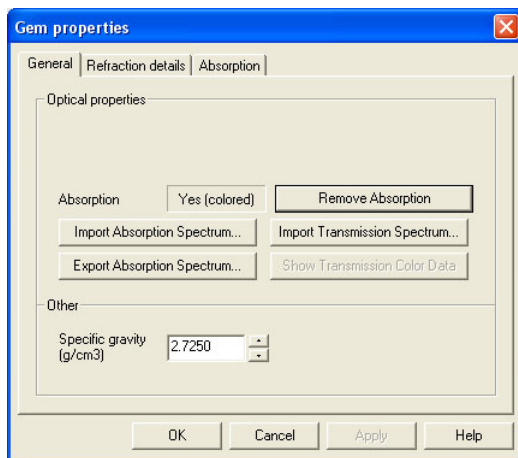 Gem properties
General Refraction details Absorption
Optical properties
Absorption Yes (colored) Remove Absorption
Import Absorption Spectrum... Import Transmission Spectrum...
Export Absorption Spectrum... Show Transmission Color Data
Other
Specific gravity
(g/cm3) 2.7250
OK Cancel Apply Help